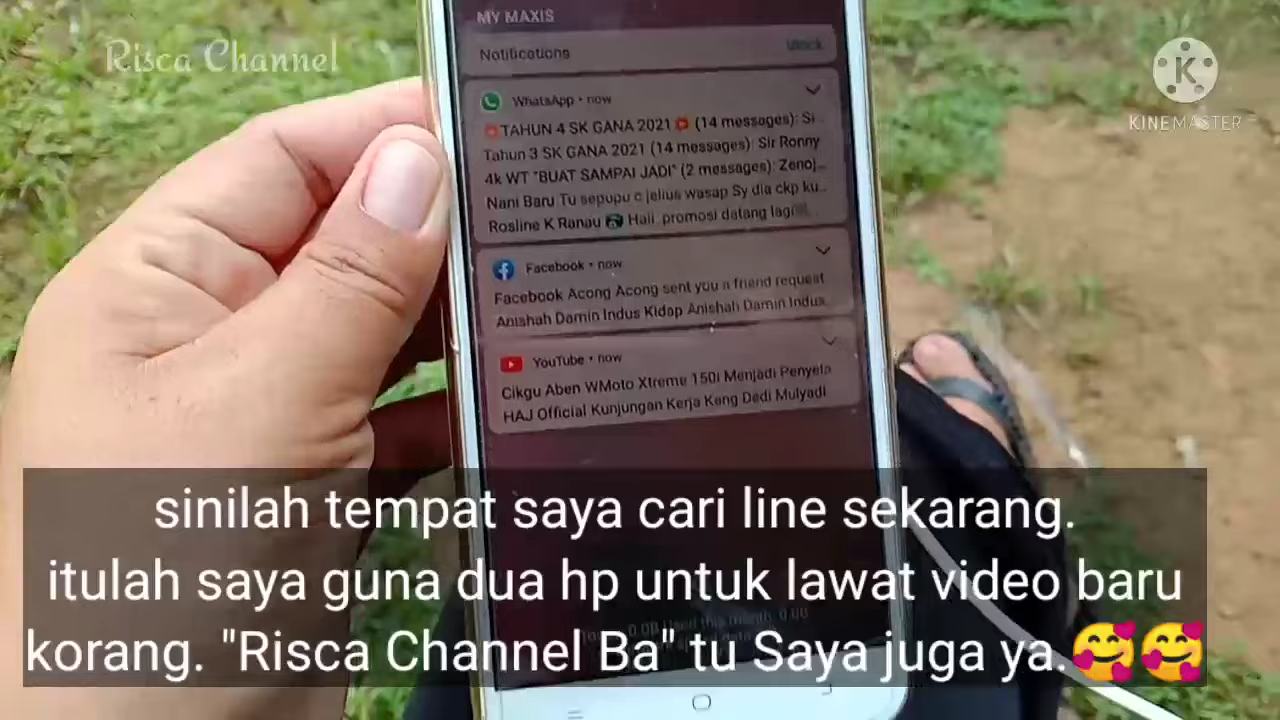 MY MAXIS
Risca Channel
Notifications
Block
K
KINEMASTER
WhatsApp • now
TAHUN 4 SK GANA 2021 (14 messages): Si
Tahun 3 SK GANA 2021 (14 messages): Sir Ronny
4k WT "BUAT SAMPAI JADI" (2 messages): Zeno
Nani Baru Tu sepupu c jelius wasap Sy dia ckp ku...
Rosline K Ranau 📷 Hali promosi datang lagi
Facebook • now
Facebook Acong Acong sent you a friend request
Anishah Damin Indus Kidap Anishah Damin Indus
YouTube • now
Cikgu Aben WMoto Xtreme 150i Menjadi Penyela
HAJ Official Kunjungan Kerja Kang Dedi Mulyadi
sinilah tempat saya cari line sekarang.
itulah saya guna dua hp untuk lawat video baru
korang. "Risca Channel Ba" tu Saya juga ya.🥰🥰